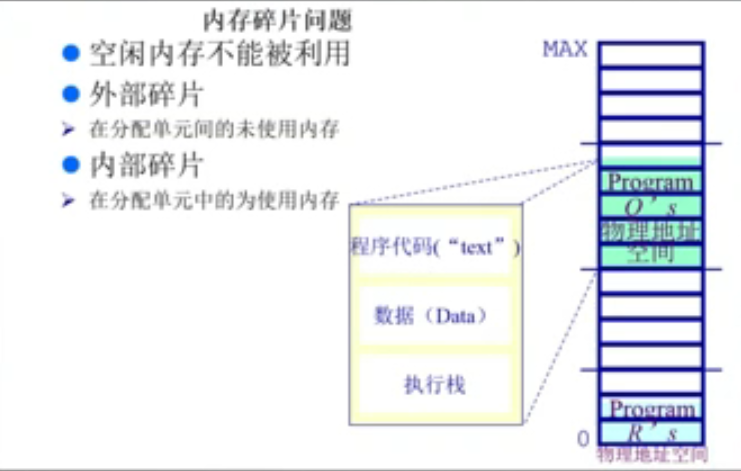 内存碎片问题
空闲内存不能被利用
外部碎片
在分配单元间的未使用内存
内部碎片
在分配单元中的为使用内存
程序代码(“text”)
数据（Data）
执行栈
MAX
Program
Q’s
物理地址
空间
Program
R’s
0
物理地址空间